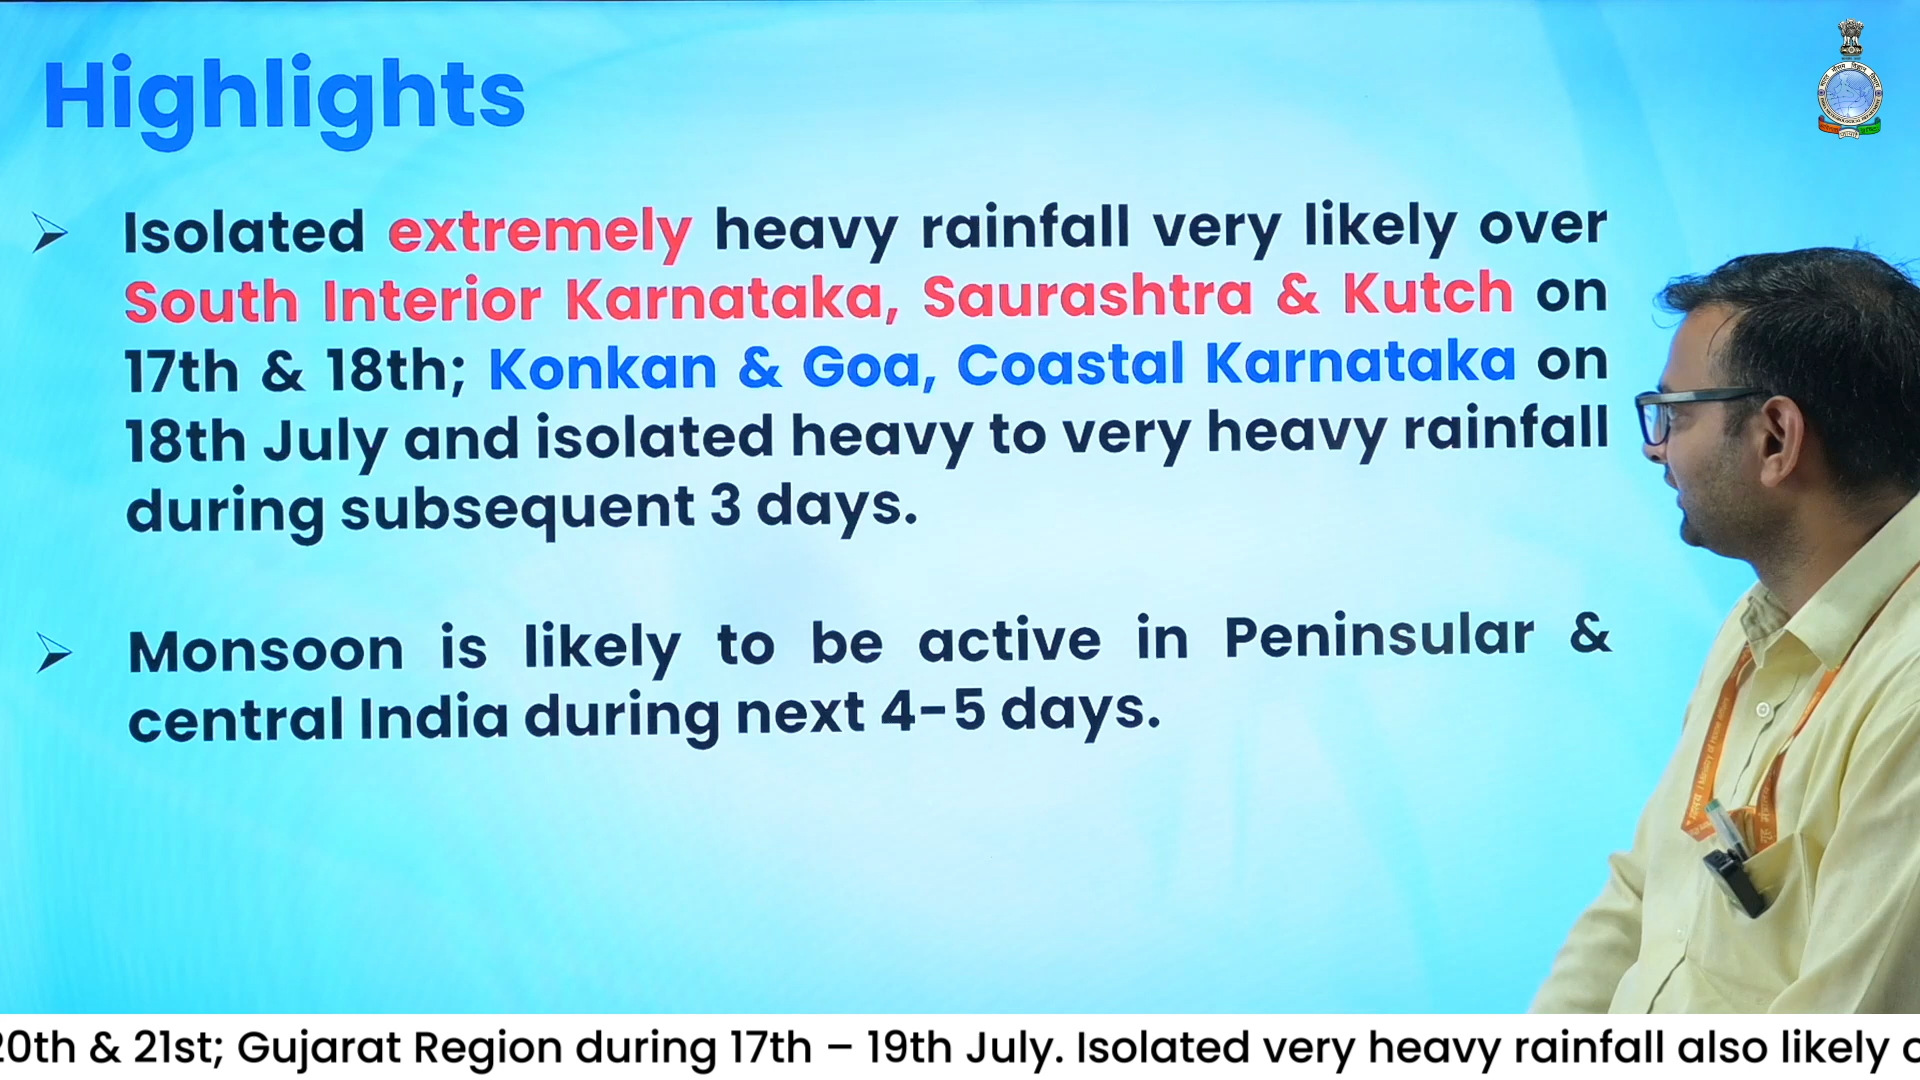 Highlights
Isolated extremely heavy rainfall very likely over
South Interior Karnataka, Saurashtra & Kutch on
17th & 18th; Konkan & Goa, Coastal Karnataka on
18th July and isolated heavy to very heavy rainfall
during subsequent 3 days.
Monsoon is likely to be active in Peninsular &
central India during next 4-5 days.
20th & 21st; Gujarat Region during 17th – 19th July. Isolated very heavy rainfall also likely